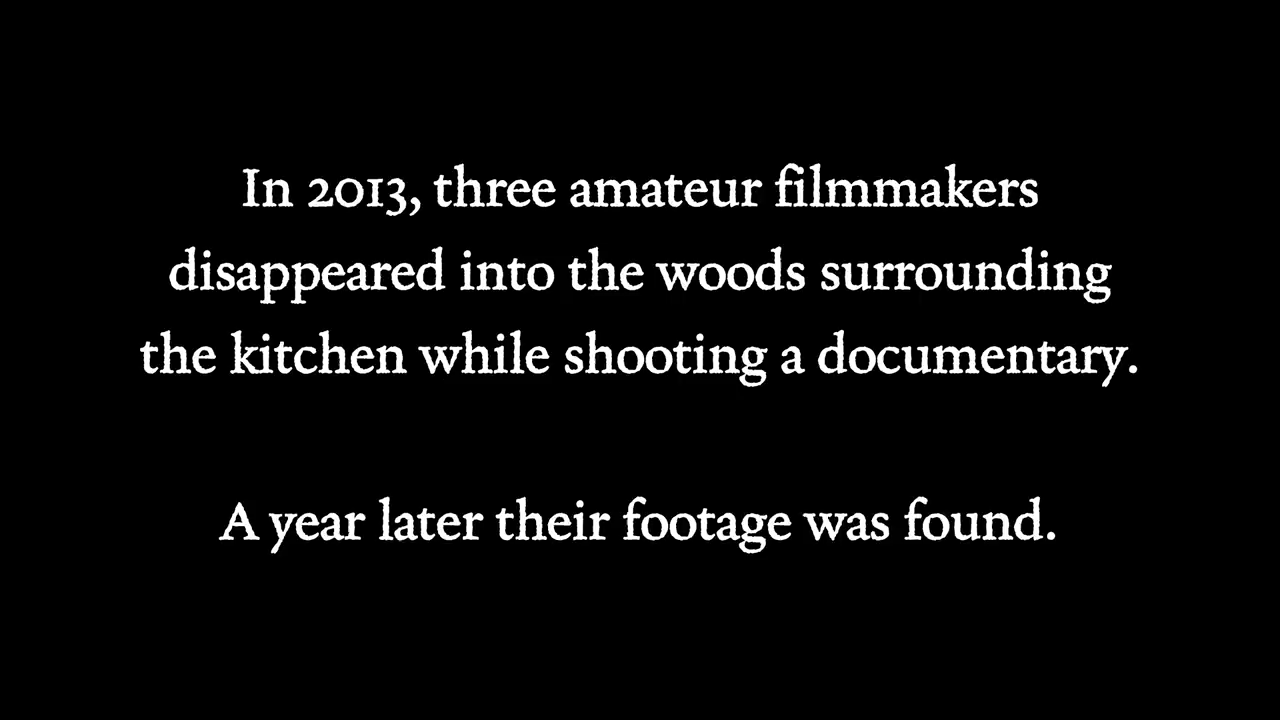 In 2013, three amateur filmmakers
disappeared into the woods surrounding
the kitchen while shooting a documentary.
A year later their footage was found.